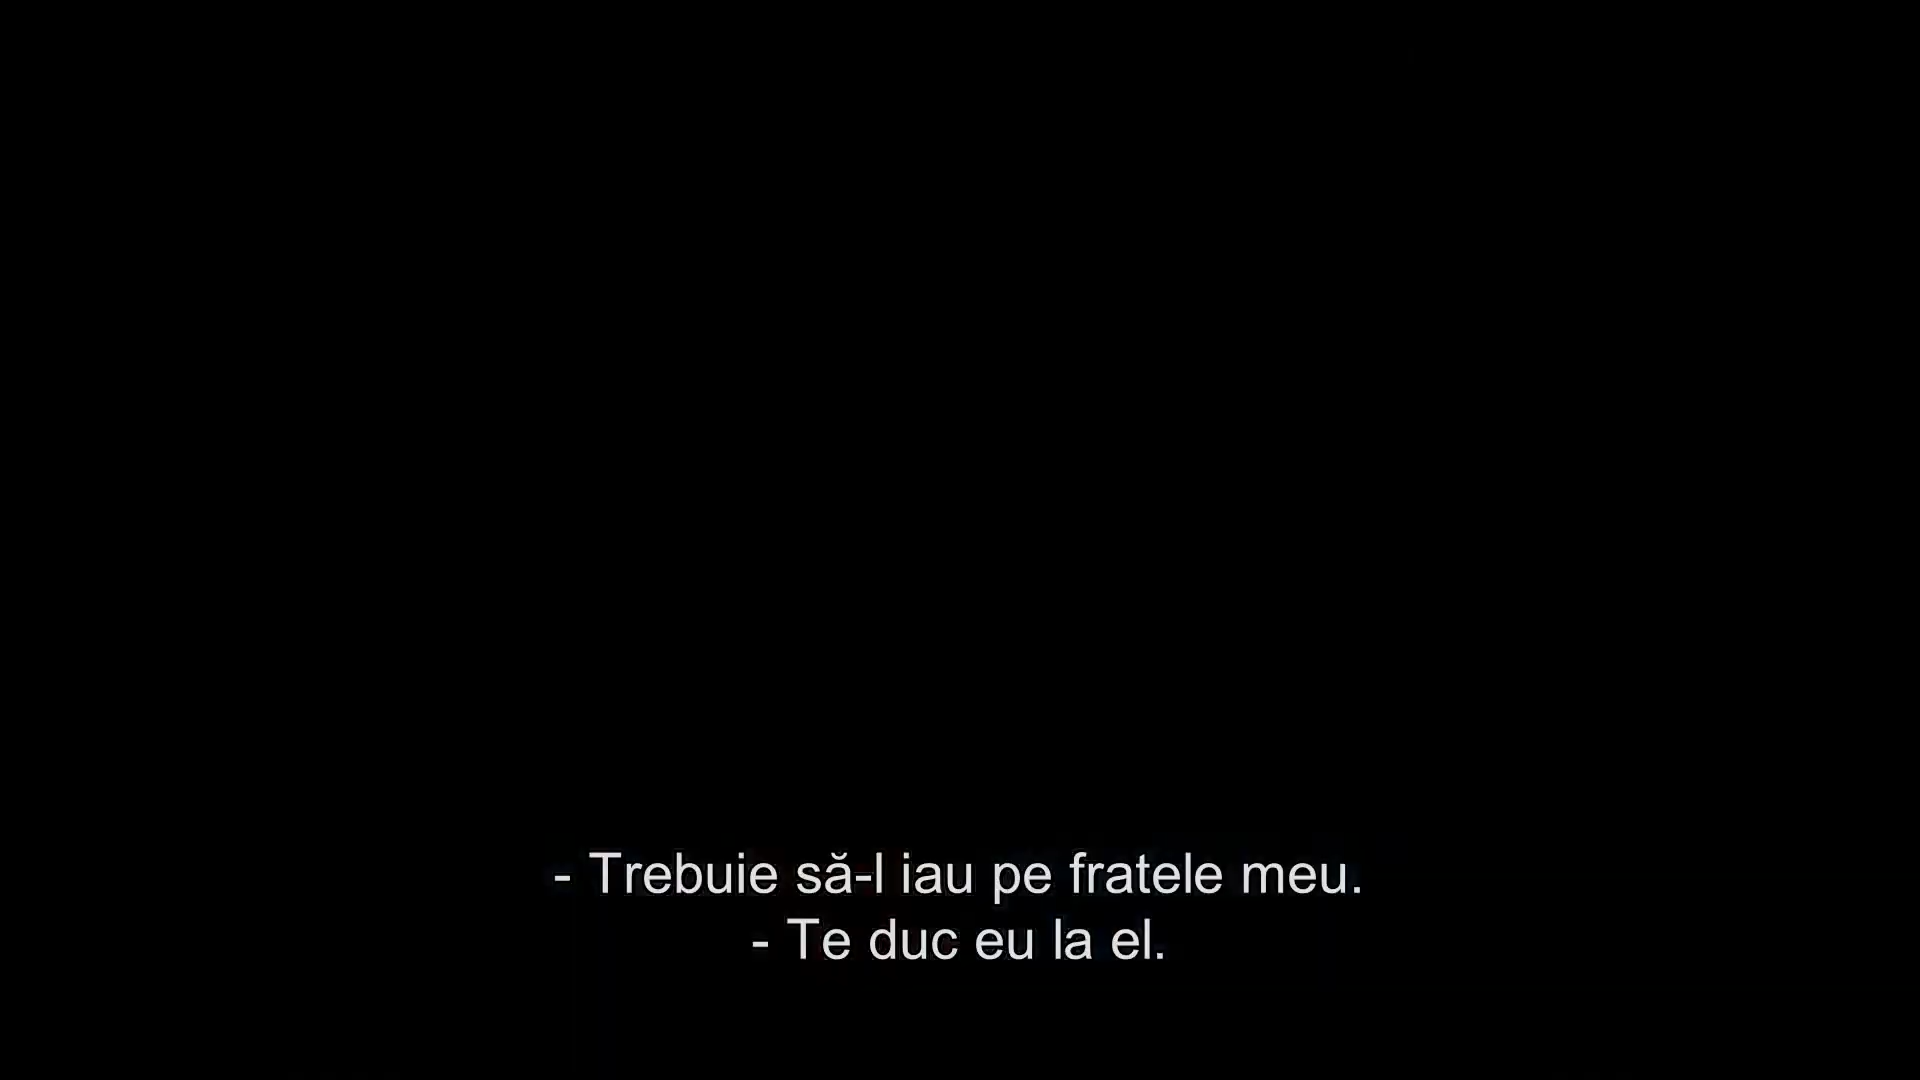 - Trebuie să-l iau pe fratele meu.
- Te duc eu la el.